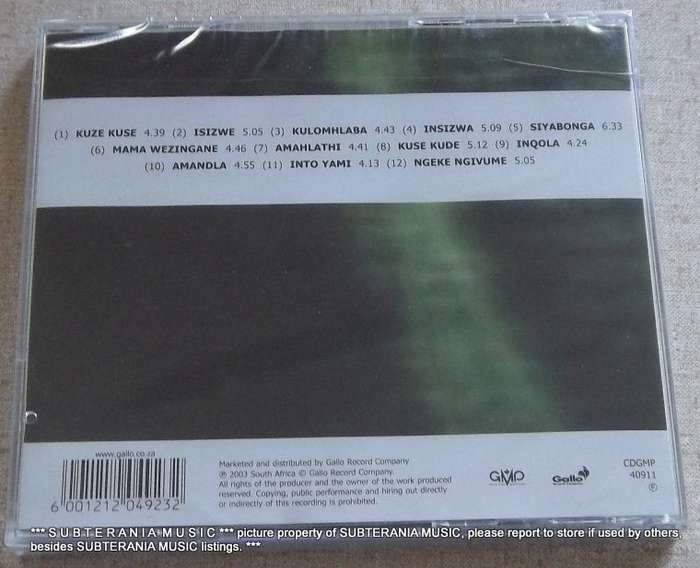 (1) KUZE KUSE 4.39 (2) ISIZWE 5.05 (3) KULOMHLABA 4.43 (4) INSIZWA 5.09 (5) SIYABONGA 6.33
(6) MAMA WEZINGANE 4.46 (7) AMAHLATHI 4.41 (8) KUSE KUDE 5.12 (9) INQOLA 4.24
(10) AMANDLA 4.55 (11) INTO YAMI 4.13 (12) NGEKE NGIVUME 5.05
www.gallo.co.za
6 001212 049232
Marketed and distributed by Gallo Record Company
℗ 2003 South Africa © Gallo Record Company.
All rights of the producer and the owner of the work produced
reserved. Copying, public performance and hiring out directly
or indirectly of this recording is prohibited.
GMP
Gallo
CDGMP
40911
℗
*** S U B T E R A N I A M U S I C *** picture property of SUBTERANIA MUSIC, please report to store if used by others,
besides SUBTERANIA MUSIC listings. ***